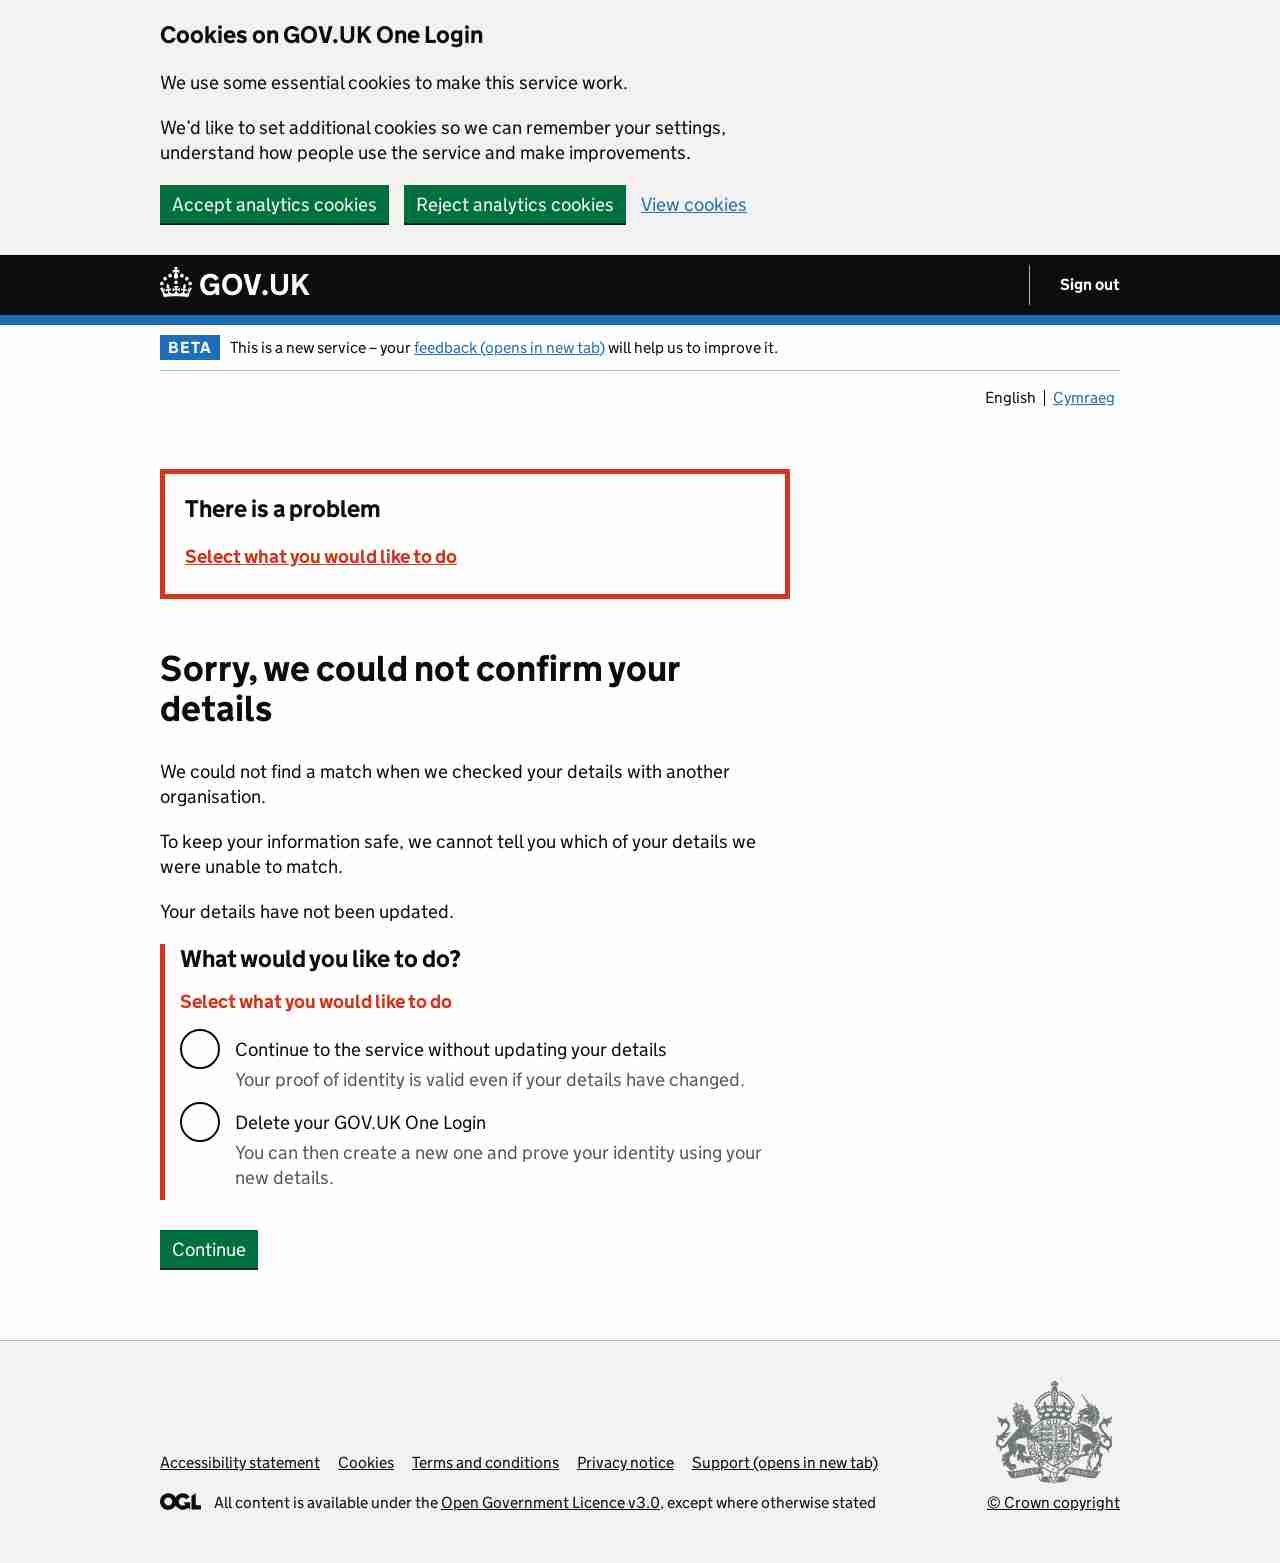 Cookies on GOV.UK One Login
We use some essential cookies to make this service work.
We’d like to set additional cookies so we can remember your settings,
understand how people use the service and make improvements.
Accept analytics cookies Reject analytics cookies View cookies
GOV.UK Sign out
BETA This is a new service – your feedback (opens in new tab) will help us to improve it.
English Cymraeg
There is a problem
Select what you would like to do
Sorry, we could not confirm your
details
We could not find a match when we checked your details with another
organisation.
To keep your information safe, we cannot tell you which of your details we
were unable to match.
Your details have not been updated.
What would you like to do?
Select what you would like to do
Continue to the service without updating your details
Your proof of identity is valid even if your details have changed.
Delete your GOV.UK One Login
You can then create a new one and prove your identity using your
new details.
Continue
Accessibility statement Cookies Terms and conditions Privacy notice Support (opens in new tab)
OGL All content is available under the Open Government Licence v3.0, except where otherwise stated
© Crown copyright